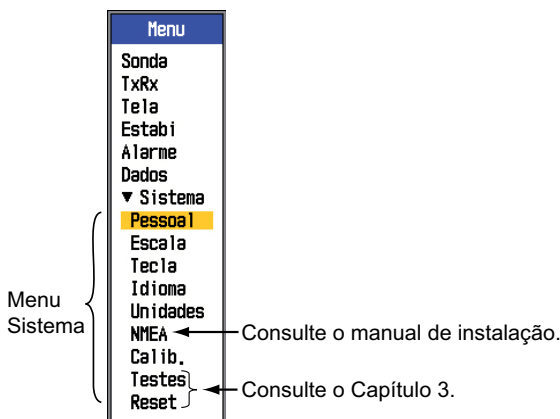 Menu
Sonda
TxRx
Tela
Estabi
Alarme
Dados
▼ Sistema
Pessoal
Escala
Tecla
Idioma
Unidades
NMEA
Calib.
Testes
Reset
Menu
Sistema
Consulte o manual de instalação.
Consulte o Capítulo 3.